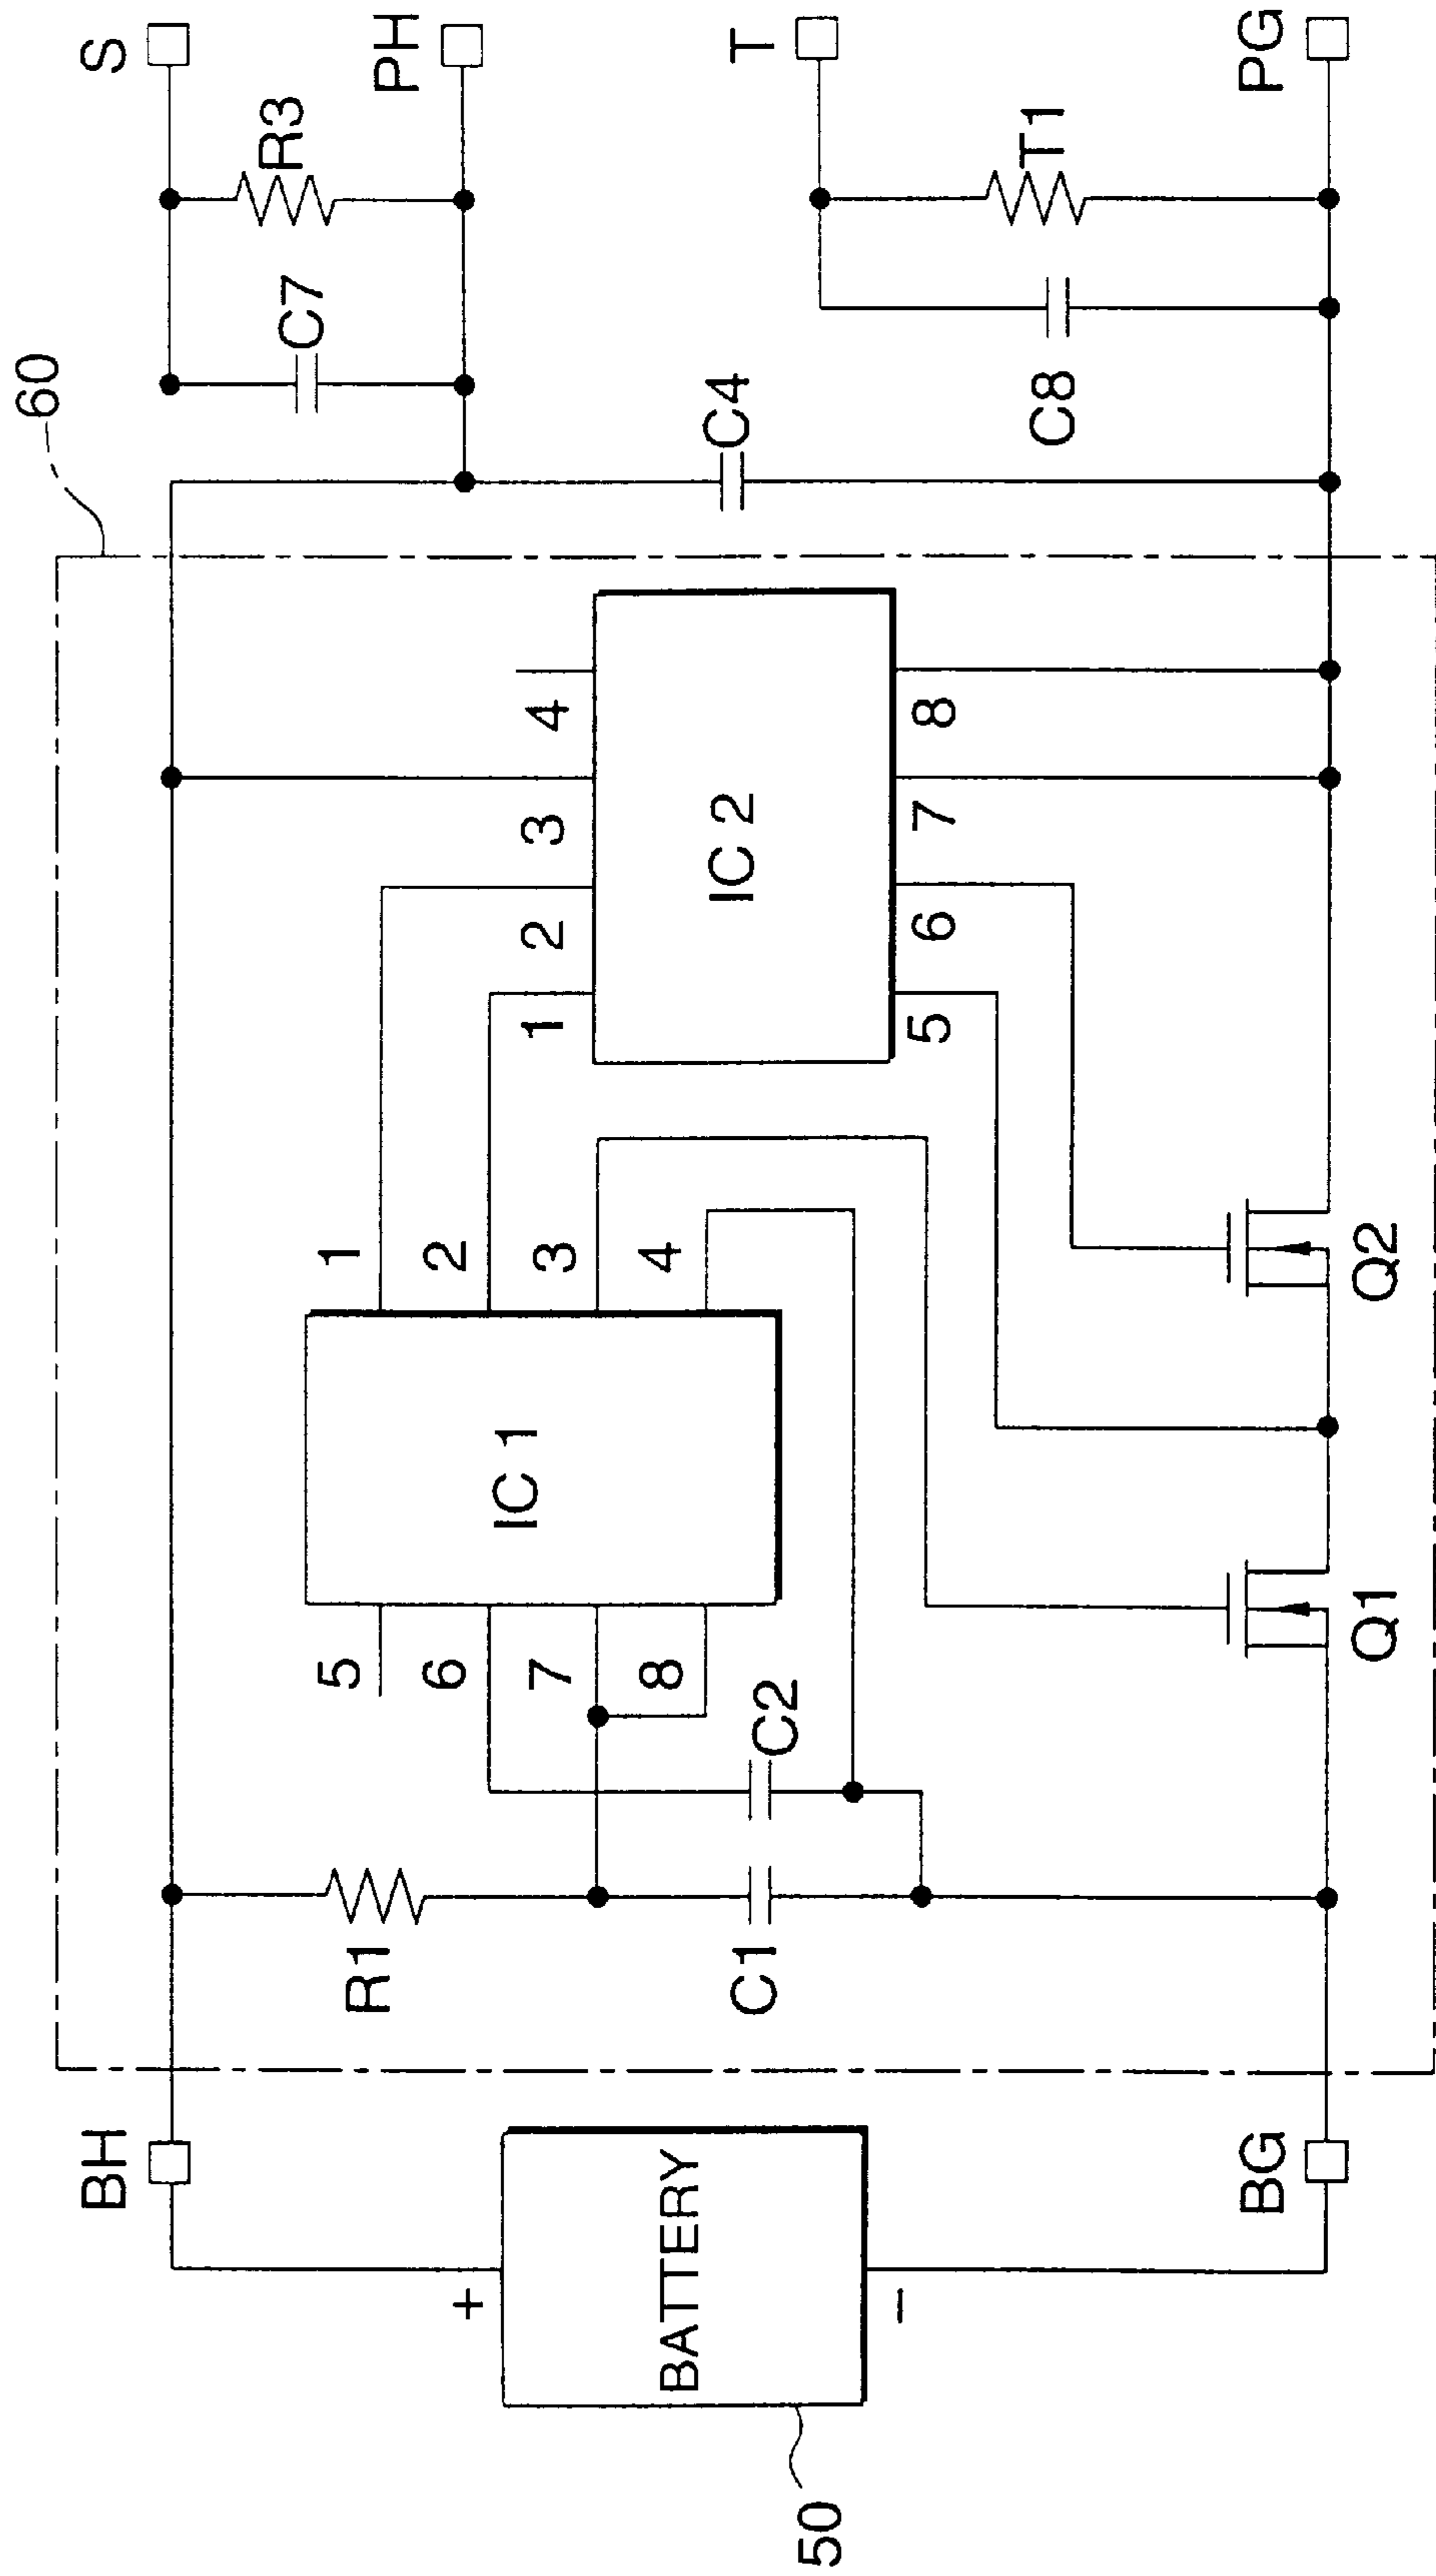 60
S
R3
C7
PH
T
T1
C8
C4
PG
BH
R1
5
6
7
8
IC 1
1
2
3
4
C2
C1
1
2
3
4
IC 2
5
6
7
8
Q1
Q2
+
BATTERY
−
BG
50